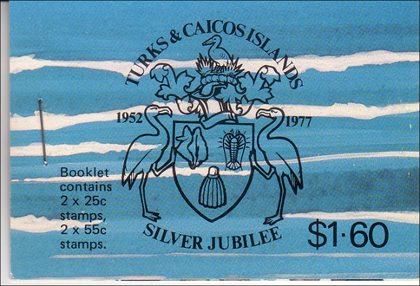 TURKS & CAICOS ISLANDS
1952
1977
Booklet
contains
2 x 25c
stamps,
2 x 55c
stamps.
SILVER JUBILEE
$1·60